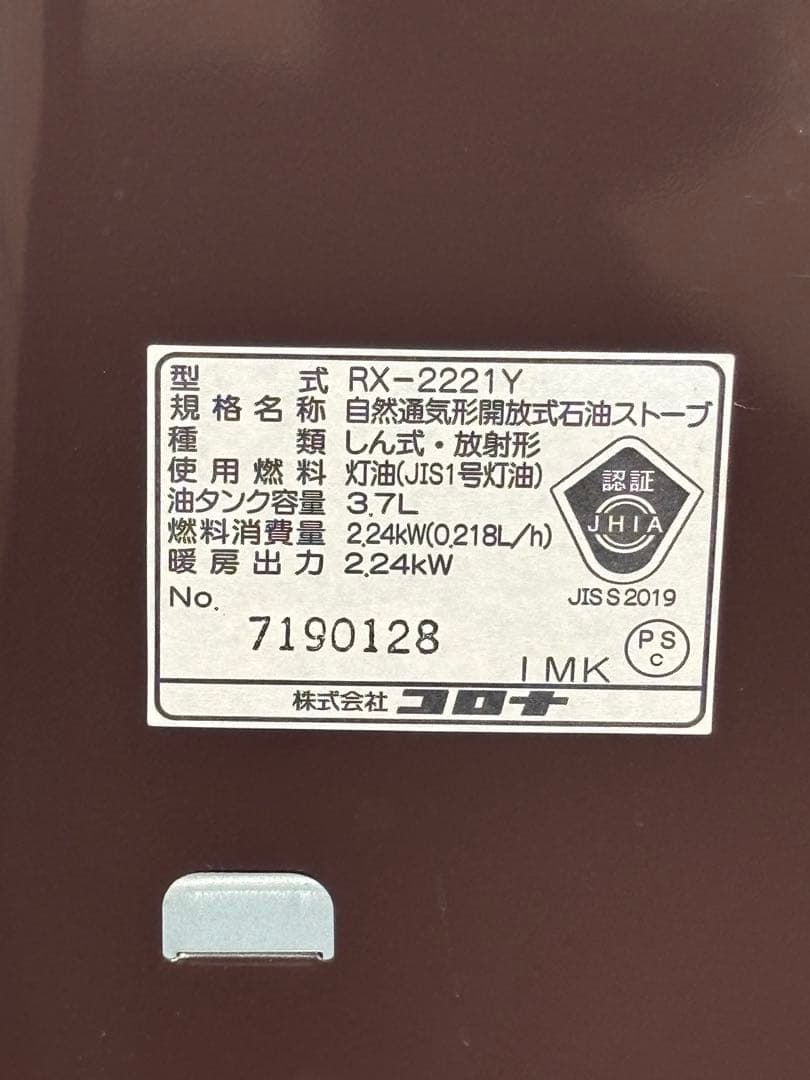 型式 RX-2221Y
規格名称 自然通気形開放式石油ストーブ
種類 しん式・放射形
使用燃料 灯油(JIS1号灯油)
油タンク容量 3.7L
燃料消費量 2.24kW(0.218L/h)
暖房出力 2.24kW
認証
JHIA
JIS S 2019
No. 7190128
IMK
PS
C
株式会社 コロナ